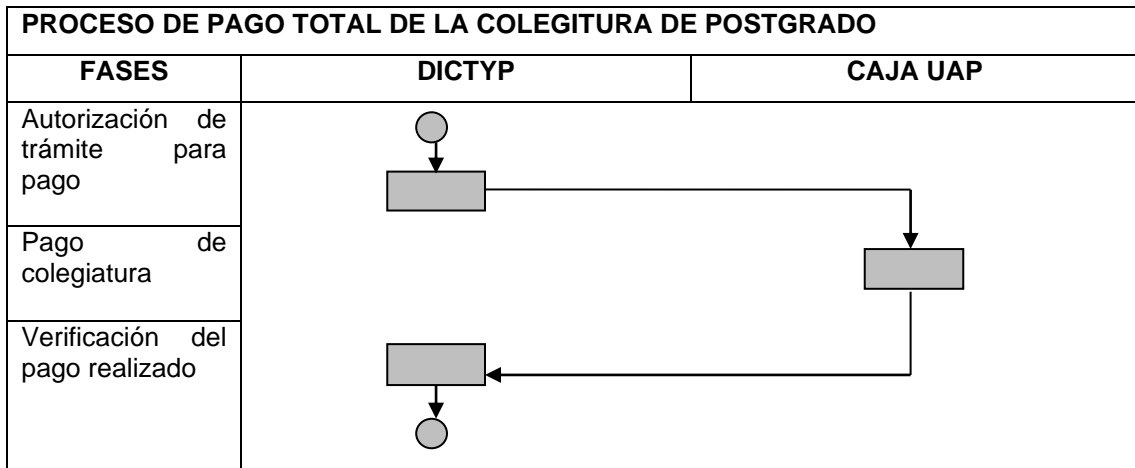 PROCESO DE PAGO TOTAL DE LA COLEGITURA DE POSTGRADO
FASES DICTYP CAJA UAP
Autorización de
trámite para
pago
Pago de
colegiatura
Verificación del
pago realizado